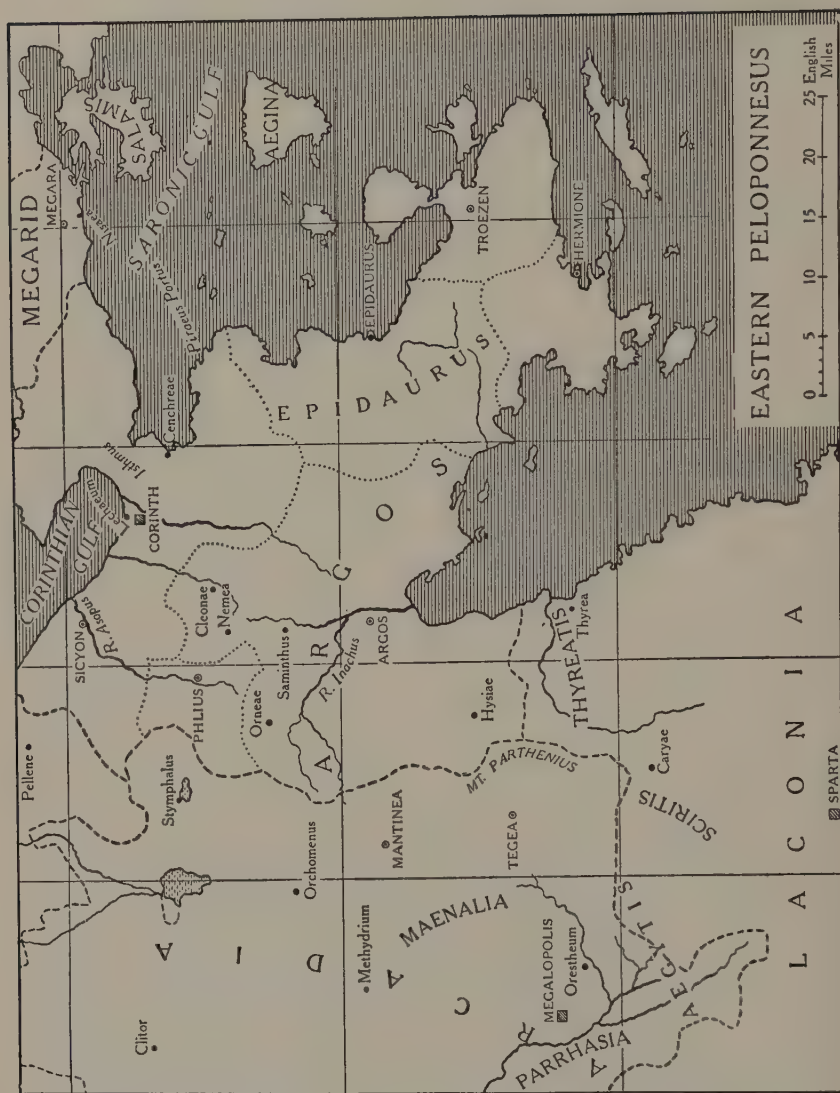 MEGARID
MEGARA
Nisaea
SALAMIS
SARONIC GULF
AEGINA
Piraeus Portus
Cenchreae
Isthmus
CORINTHIAN
GULF
Lechaeum
CORINTH
SICYON
R. Asopus
Cleonae
Nemea
PHLIUS
Pellene
Stymphalus
Orneae
Saminthus
EPIDAURUS
EPIDAURUS
TROEZEN
HERMIONE
ARGOS
R. Inachus
ARGOS
Orchomenus
MANTINEA
Hysiae
MT. PARTHENIUS
TEGEA
THYREATIS
Thyrea
Caryae
SCIRITIS
Clitor
Methydrium
MAENALIA
ARCADIA
MEGALOPOLIS
Orestheum
PARRHASIA
AEGYTIS
LACONIA
SPARTA
EASTERN PELOPONNESUS
0 5 10 15 20 25 English
Miles